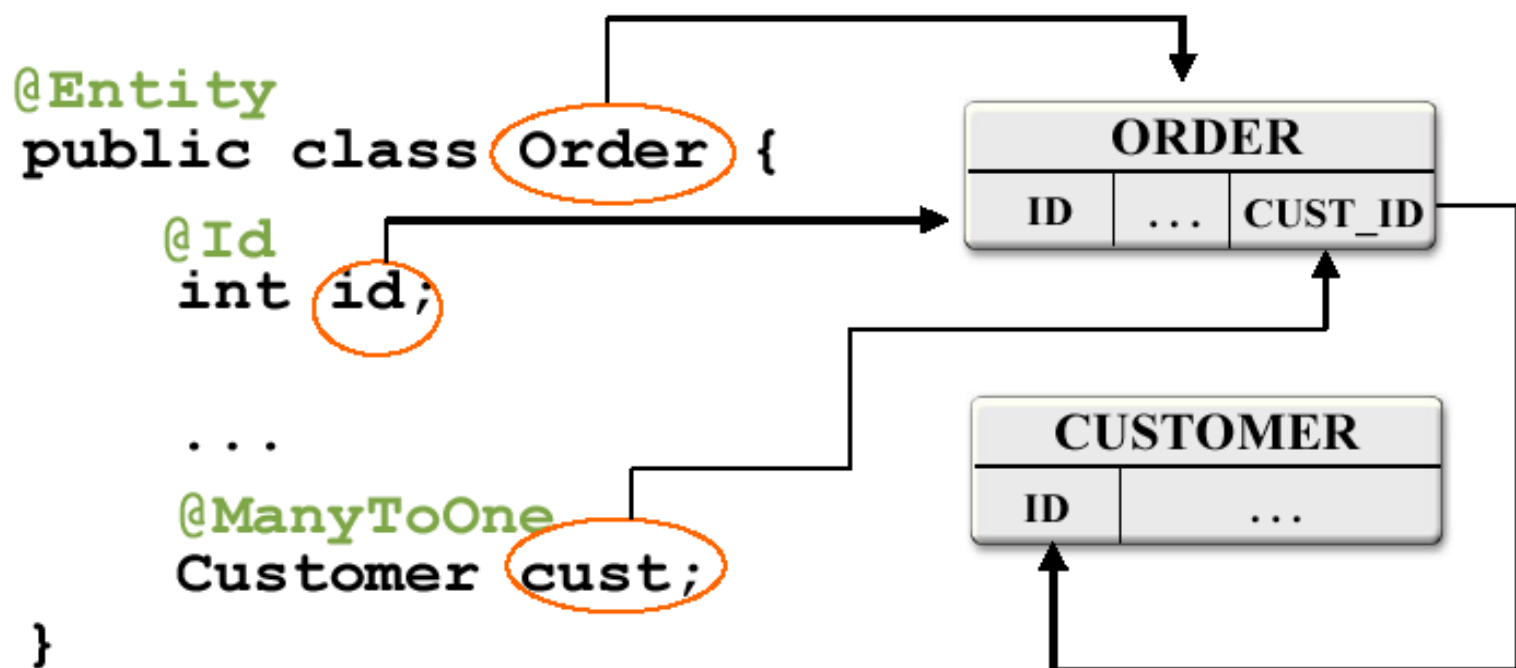 @Entity
public class Order {
@Id
int id;
...
@ManyToOne
Customer cust;
}
ORDER
ID ... CUST_ID
CUSTOMER
ID ...